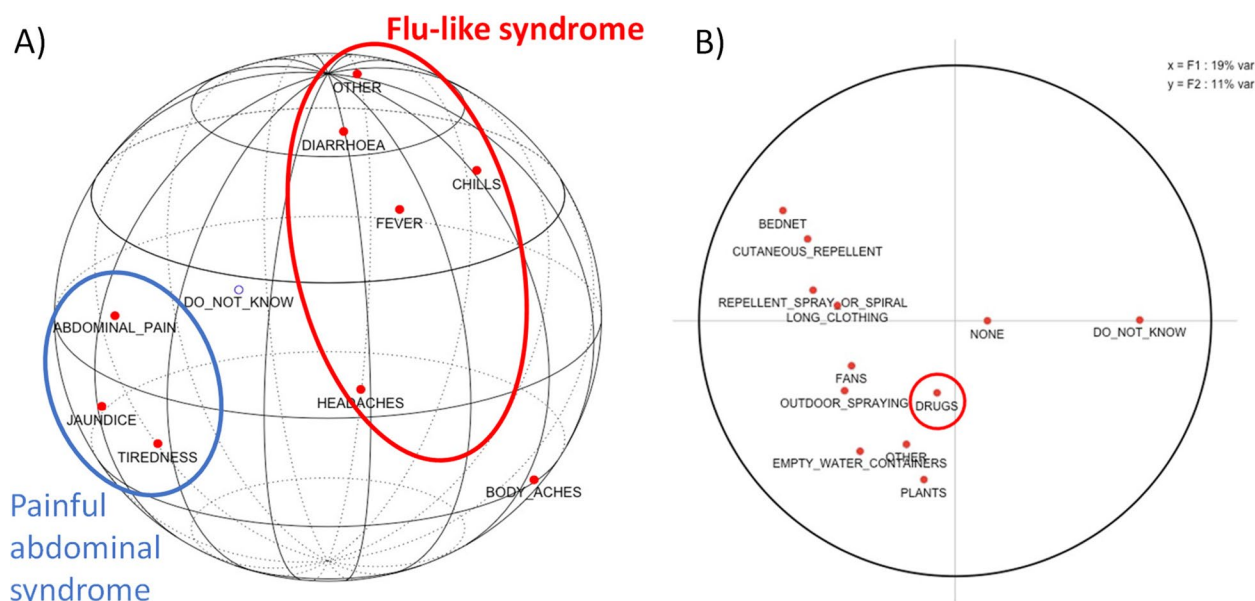 A)
Flu-like syndrome
OTHER
DIARRHOEA
CHILLS
FEVER
DO_NOT_KNOW
ABDOMINAL_PAIN
HEADACHES
JAUNDICE
TIREDNESS
BODY_ACHES
Painful
abdominal
syndrome
B)
x = F1 : 19% var
y = F2 : 11% var
BEDNET
CUTANEOUS_REPELLENT
REPELLENT_SPRAY_OR_SPIRAL
LONG_CLOTHING
NONE
DO_NOT_KNOW
FANS
OUTDOOR_SPRAYING
DRUGS
OTHER
EMPTY_WATER_CONTAINERS
PLANTS